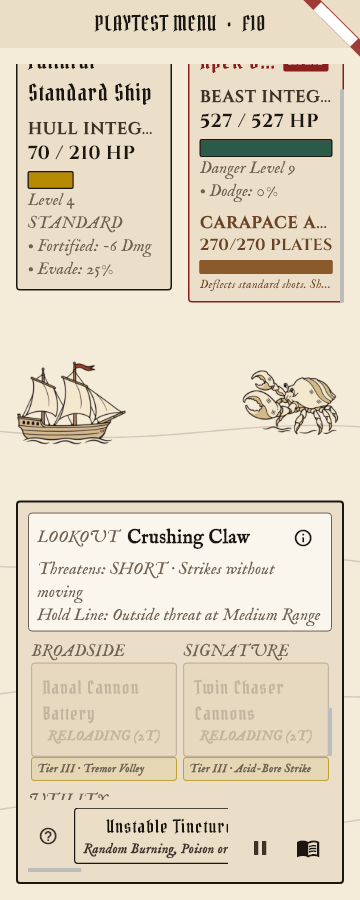 PLAYTEST MENU · F10
Standard Ship
HULL INTEG...
70 / 210 HP
Level 4
STANDARD
• Fortified: -6 Dmg
• Evade: 25%
BEAST INTEG...
527 / 527 HP
Danger Level 9
• Dodge: 0%
CARAPACE A...
270/270 PLATES
Deflects standard shots. Sh...
LOOKOUT Crushing Claw
Threatens: SHORT · Strikes without
moving
Hold Line: Outside threat at Medium Range
BROADSIDE
Naval Cannon
Battery
RELOADING (2T)
Tier III · Tremor Volley
SIGNATURE
Twin Chaser
Cannons
RELOADING (2T)
Tier III · Acid-Bore Strike
UTILITY
Unstable Tincture
Random Burning, Poison or